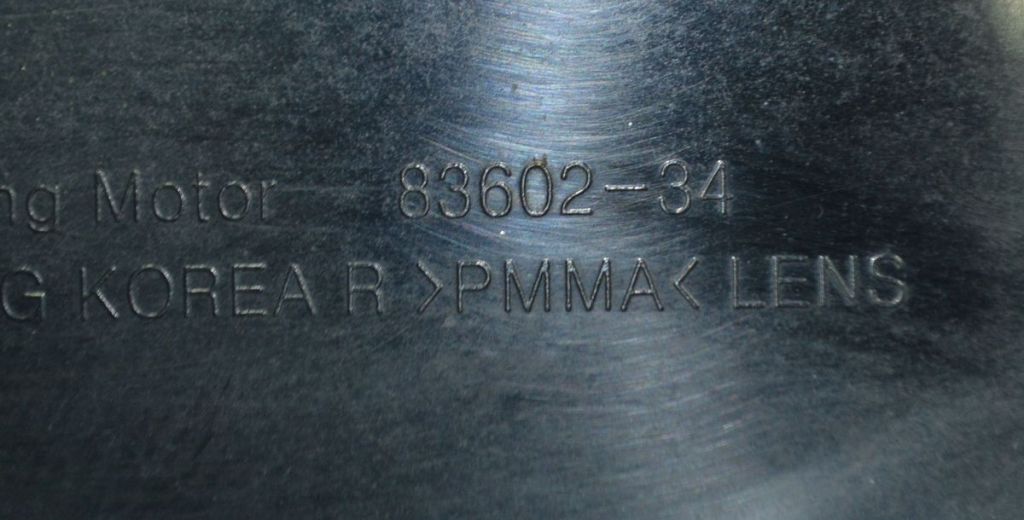 ng Motor 83602-34
G KOREA R >PMMA< LENS